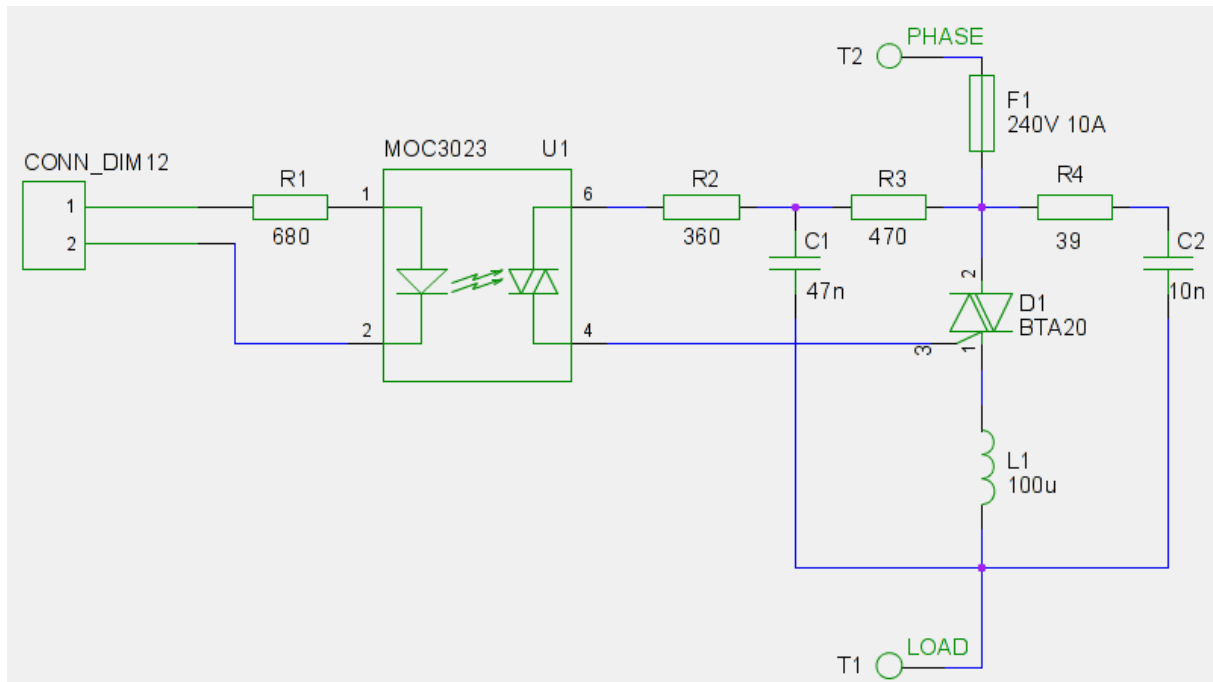 PHASE
T2
F1
240V 10A
CONN_DIM12
MOC3023 U1
R1
R2
R3
R4
1
2
1
6
680
360
470
39
C1
47n
C2
10n
2
D1
BTA20
2
4
3
1
L1
100u
LOAD
T1